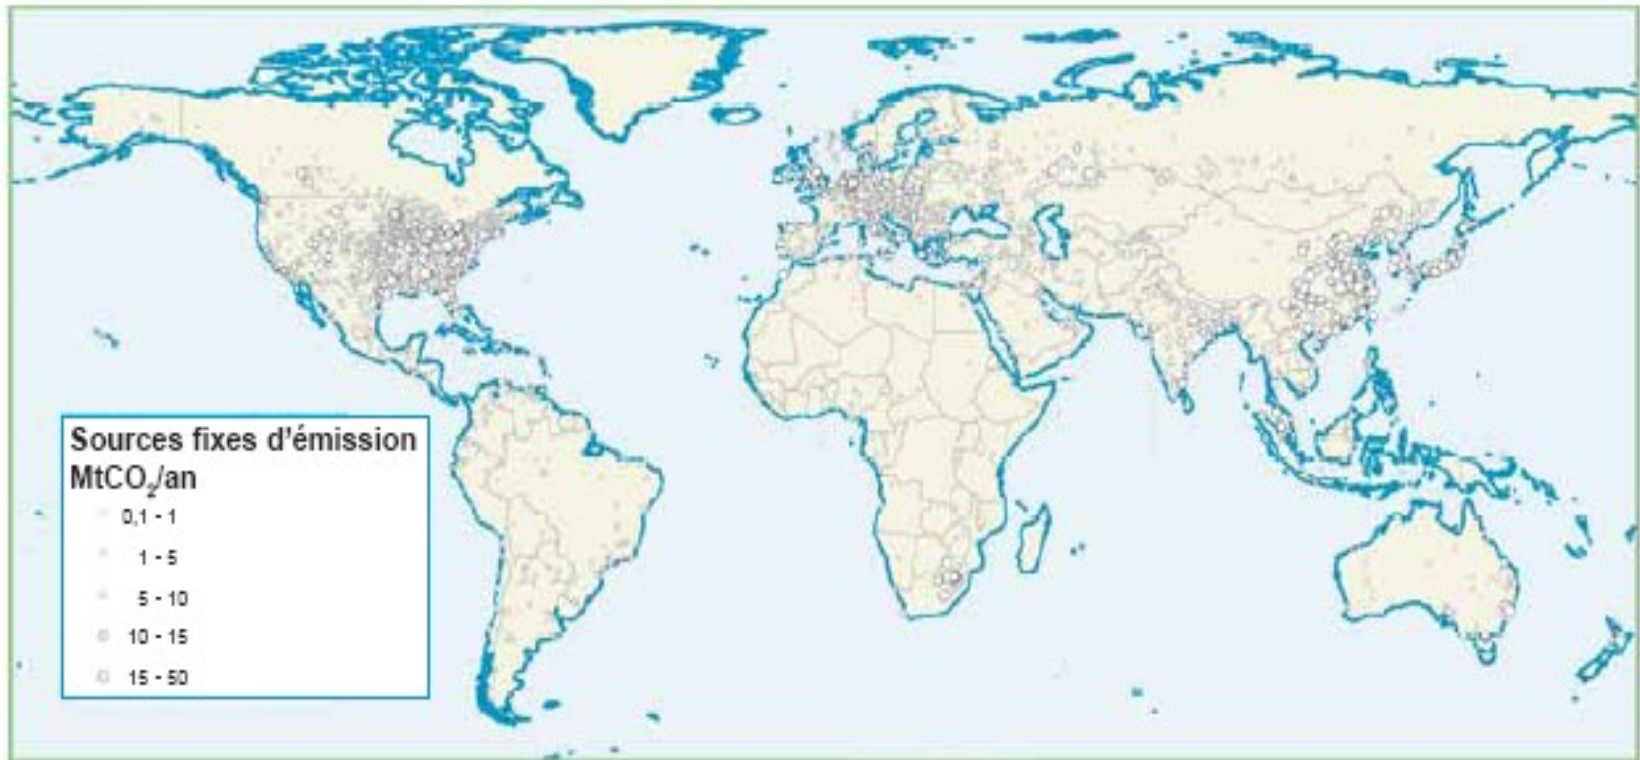 Sources fixes d'émission
MtCO₂/an
0,1 - 1
1 - 5
5 - 10
10 - 15
15 - 50